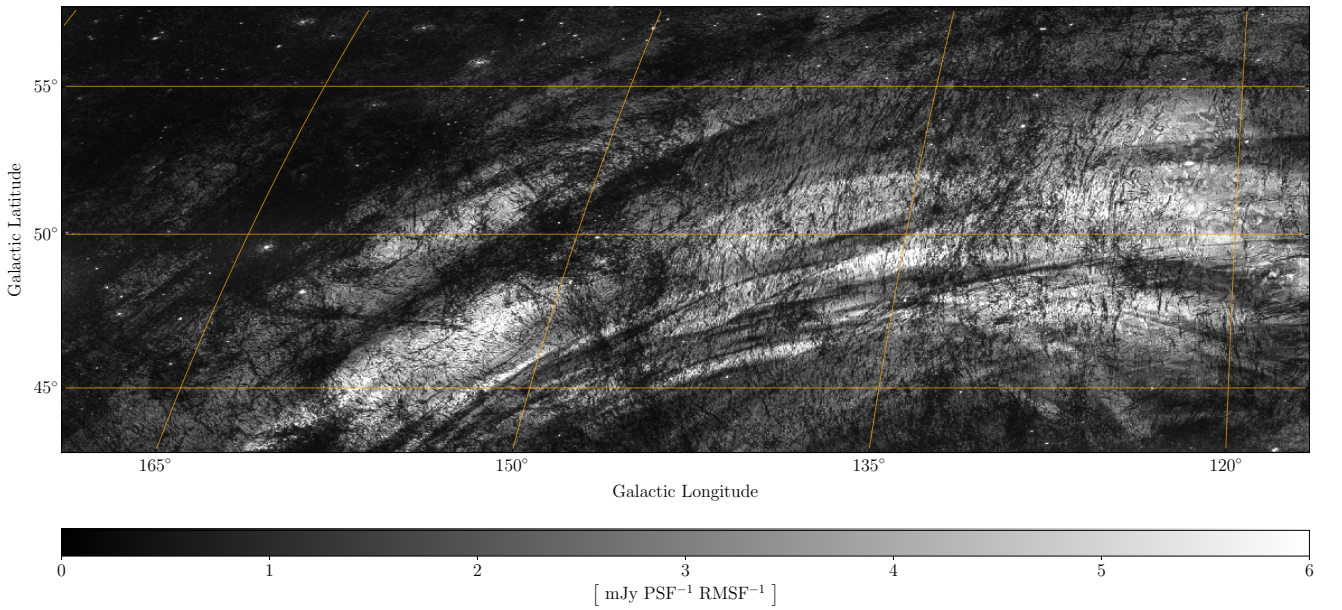 55°
50°
45°
Galactic Latitude
165° 150° 135° 120°
Galactic Longitude
0 1 2 3 4 5 6
[ mJy PSF⁻¹ RMSF⁻¹ ]